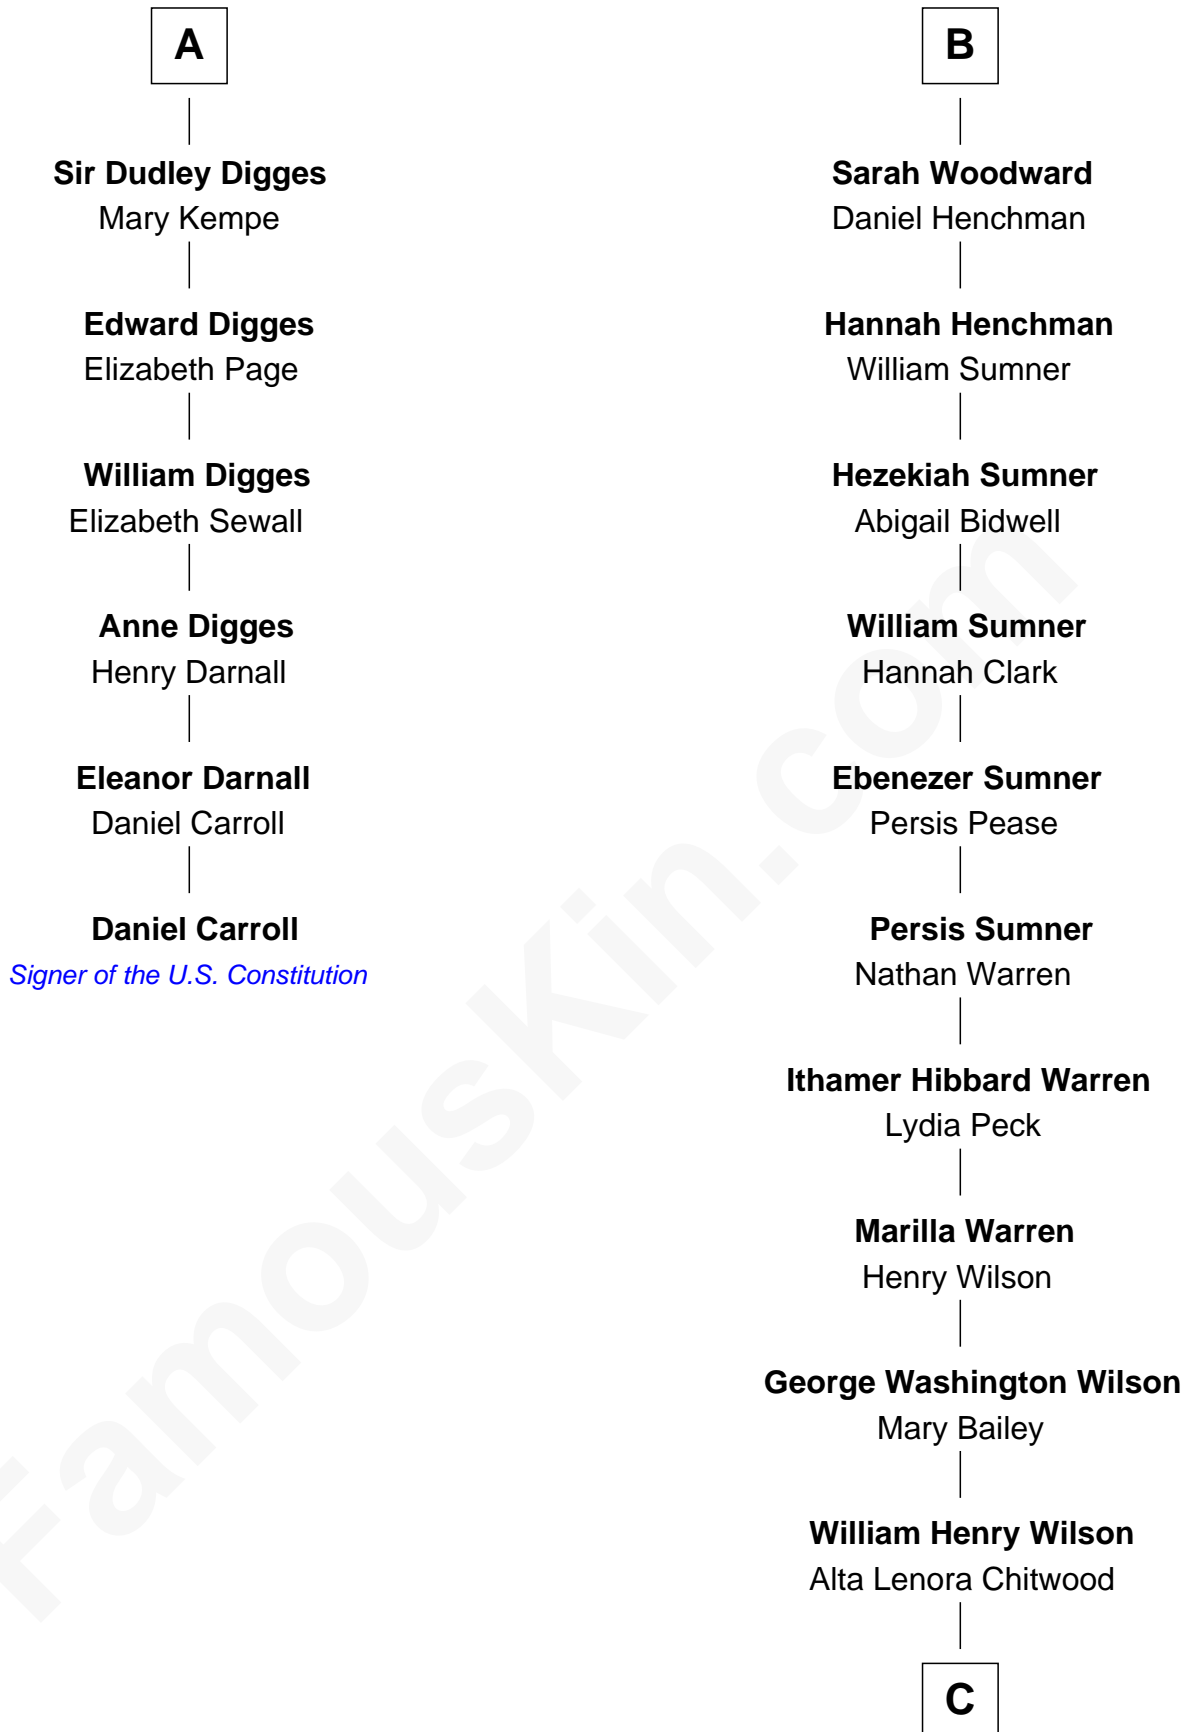 A
Sir Dudley Digges
Mary Kempe
Edward Digges
Elizabeth Page
William Digges
Elizabeth Sewall
Anne Digges
Henry Darnall
Eleanor Darnall
Daniel Carroll
Daniel Carroll
Signer of the U.S. Constitution
B
Sarah Woodward
Daniel Henchman
Hannah Henchman
William Sumner
Hezekiah Sumner
Abigail Bidwell
William Sumner
Hannah Clark
Ebenezer Sumner
Persis Pease
Persis Sumner
Nathan Warren
Ithamer Hibbard Warren
Lydia Peck
Marilla Warren
Henry Wilson
George Washington Wilson
Mary Bailey
William Henry Wilson
Alta Lenora Chitwood
C
FamousKin.com